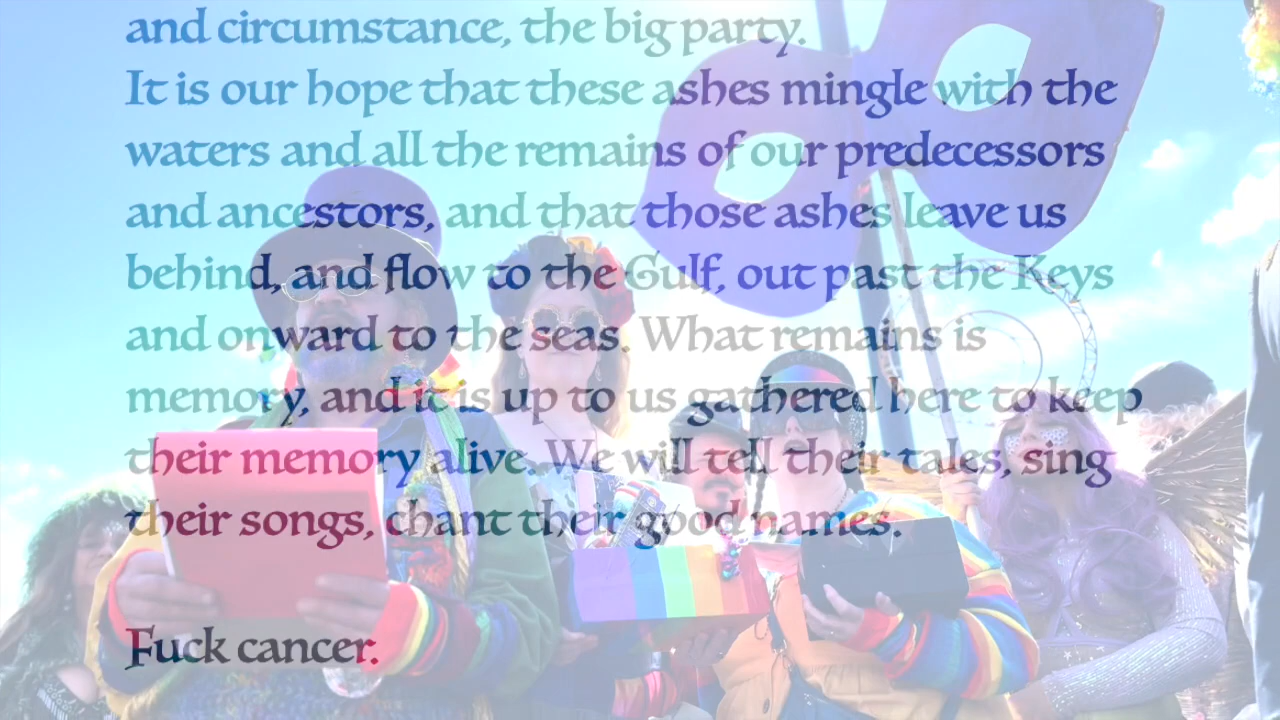 and circumstance, the big party.
It is our hope that these ashes mingle with the
waters and all the remains of our predecessors
and ancestors, and that those ashes leave us
behind, and flow to the Gulf, out past the Keys
and onward to the seas. What remains is
memory, and it is up to us gathered here to keep
their memory alive. We will tell their tales, sing
their songs, chant their good names.
Fuck cancer.